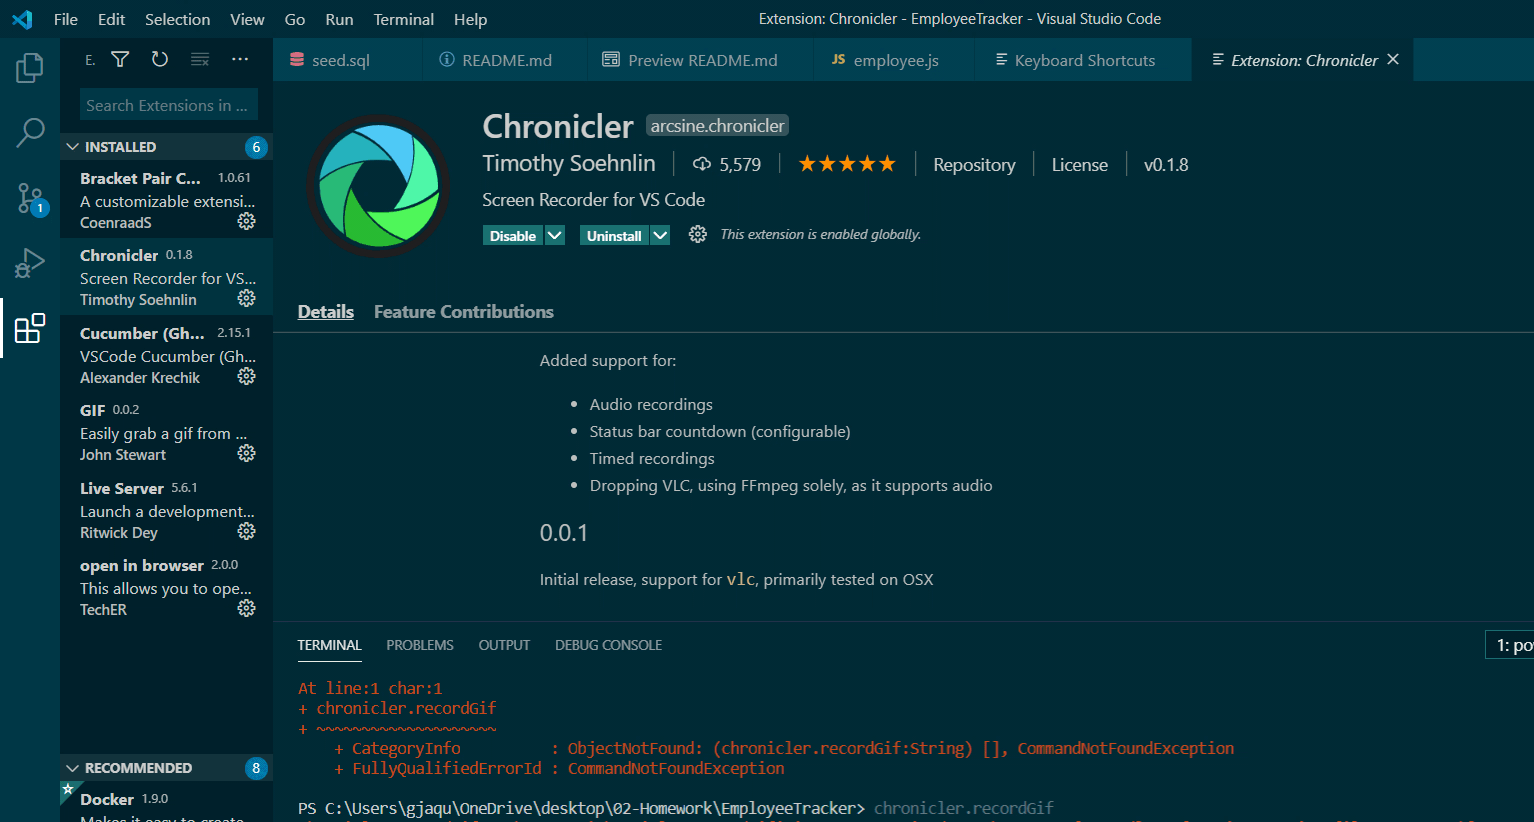 File Edit Selection View Go Run Terminal Help
Extension: Chronicler - EmployeeTracker - Visual Studio Code
E.
Search Extensions in ...
INSTALLED 6
Bracket Pair C... 1.0.61
A customizable extensi...
CoenraadS
1
Chronicler 0.1.8
Screen Recorder for VS...
Timothy Soehnlin
Cucumber (Gh... 2.15.1
VSCode Cucumber (Gh...
Alexander Krechik
GIF 0.0.2
Easily grab a gif from ...
John Stewart
Live Server 5.6.1
Launch a development...
Ritwick Dey
open in browser 2.0.0
This allows you to ope...
TechER
RECOMMENDED 8
Docker 1.9.0
seed.sql README.md Preview README.md JS employee.js Keyboard Shortcuts Extension: Chronicler
Chronicler arcsine.chronicler
Timothy Soehnlin 5,579 Repository License v0.1.8
Screen Recorder for VS Code
Disable Uninstall This extension is enabled globally.
Details Feature Contributions
Added support for:
• Audio recordings
• Status bar countdown (configurable)
• Timed recordings
• Dropping VLC, using FFmpeg solely, as it supports audio
0.0.1
Initial release, support for vlc, primarily tested on OSX
TERMINAL PROBLEMS OUTPUT DEBUG CONSOLE
1: po
At line:1 char:1
+ chronicler.recordGif
+ ~~~~~~~~~~~~~~~~~~~~
+ CategoryInfo : ObjectNotFound: (chronicler.recordGif:String) [], CommandNotFoundException
+ FullyQualifiedErrorId : CommandNotFoundException
PS C:\Users\gjaqu\OneDrive\desktop\02-Homework\EmployeeTracker> chronicler.recordGif